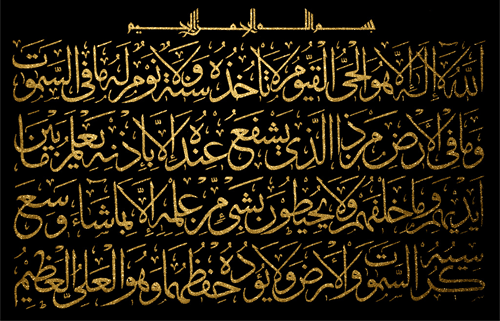 بسم الله الرحمن الرحيم
الله لا إله إلا هو الحي القيوم لا تأخذه سنة ولا نوم له ما في السموت
وما في الأرض من ذا الذي يشفع عنده إلا بإذنه يعلم ما بين
أيديهم وما خلفهم ولا يحيطون بشيء من علمه إلا بما شاء وسع
كرسيه السموت والأرض ولا يؤده حفظهما وهو العلي العظيم